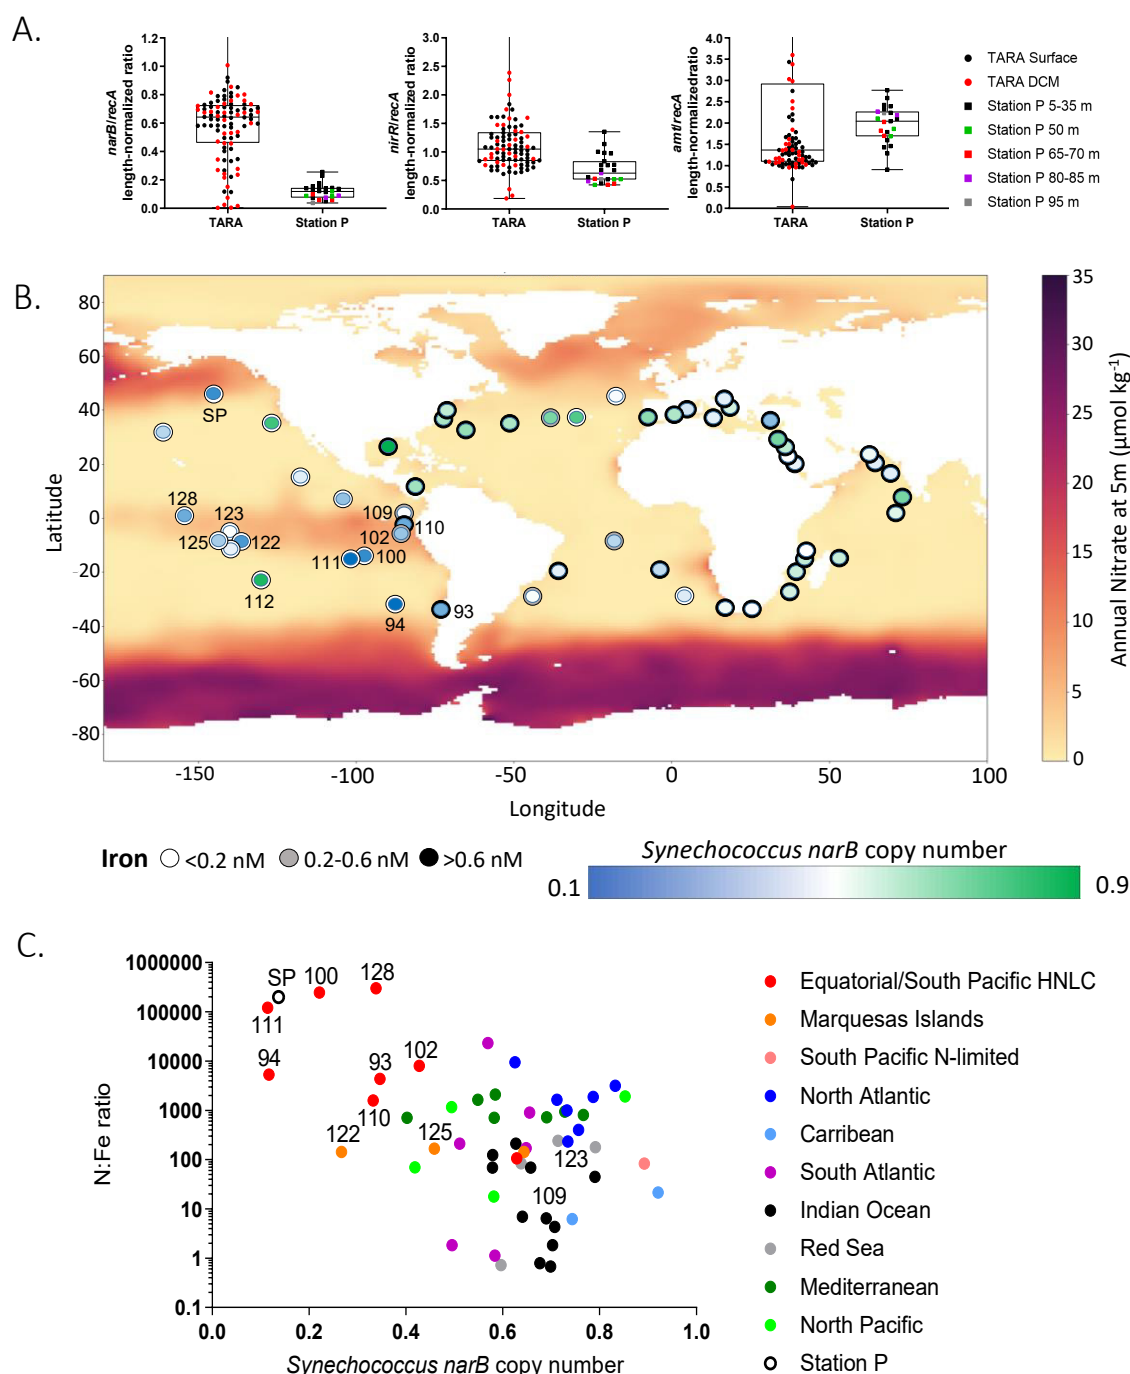 A.
narB/recA
length-normalized ratio
1.2
1.0
0.8
0.6
0.4
0.2
0.0
TARA
Station P
nirR/recA
length-normalized ratio
3.0
2.5
2.0
1.5
1.0
0.5
0.0
TARA
Station P
amt/recA
length-normalizedratio
4.0
3.5
3.0
2.5
2.0
1.5
1.0
0.5
0.0
TARA
Station P
TARA Surface
TARA DCM
Station P 5-35 m
Station P 50 m
Station P 65-70 m
Station P 80-85 m
Station P 95 m
B.
Latitude
80
60
40
20
0
-20
-40
-60
-80
SP
128
123
125
122
109
110
102
100
111
112
94
93
-150
-100
-50
0
50
100
Longitude
35
30
25
20
15
10
5
0
Annual Nitrate at 5m (µmol kg-1)
Iron <0.2 nM 0.2-0.6 nM >0.6 nM
Synechococcus narB copy number
0.1
0.9
C.
N:Fe ratio
1000000
100000
10000
1000
100
10
1
0.1
SP
100
128
111
94
93
102
110
122
125
123
109
0.0
0.2
0.4
0.6
0.8
1.0
Synechococcus narB copy number
Equatorial/South Pacific HNLC
Marquesas Islands
South Pacific N-limited
North Atlantic
Carribean
South Atlantic
Indian Ocean
Red Sea
Mediterranean
North Pacific
Station P